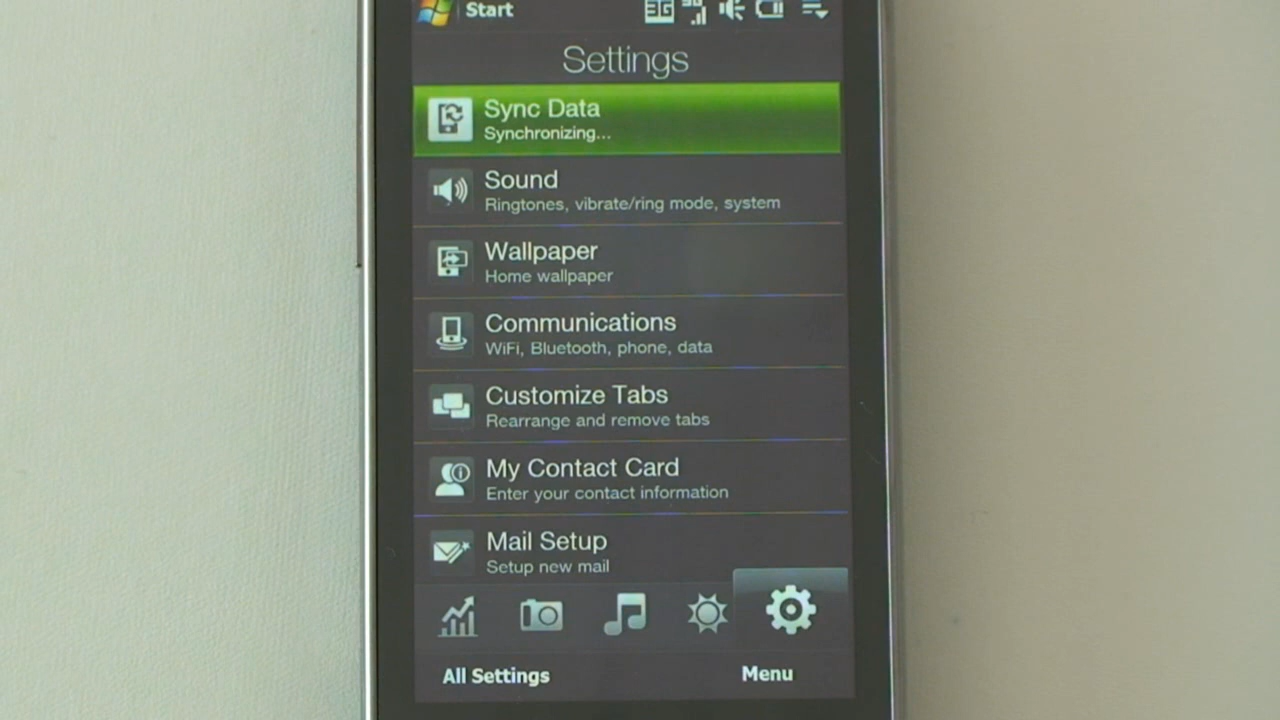 Start
3G
Settings
Sync Data
Synchronizing...
Sound
Ringtones, vibrate/ring mode, system
Wallpaper
Home wallpaper
Communications
WiFi, Bluetooth, phone, data
Customize Tabs
Rearrange and remove tabs
My Contact Card
Enter your contact information
Mail Setup
Setup new mail
All Settings
Menu